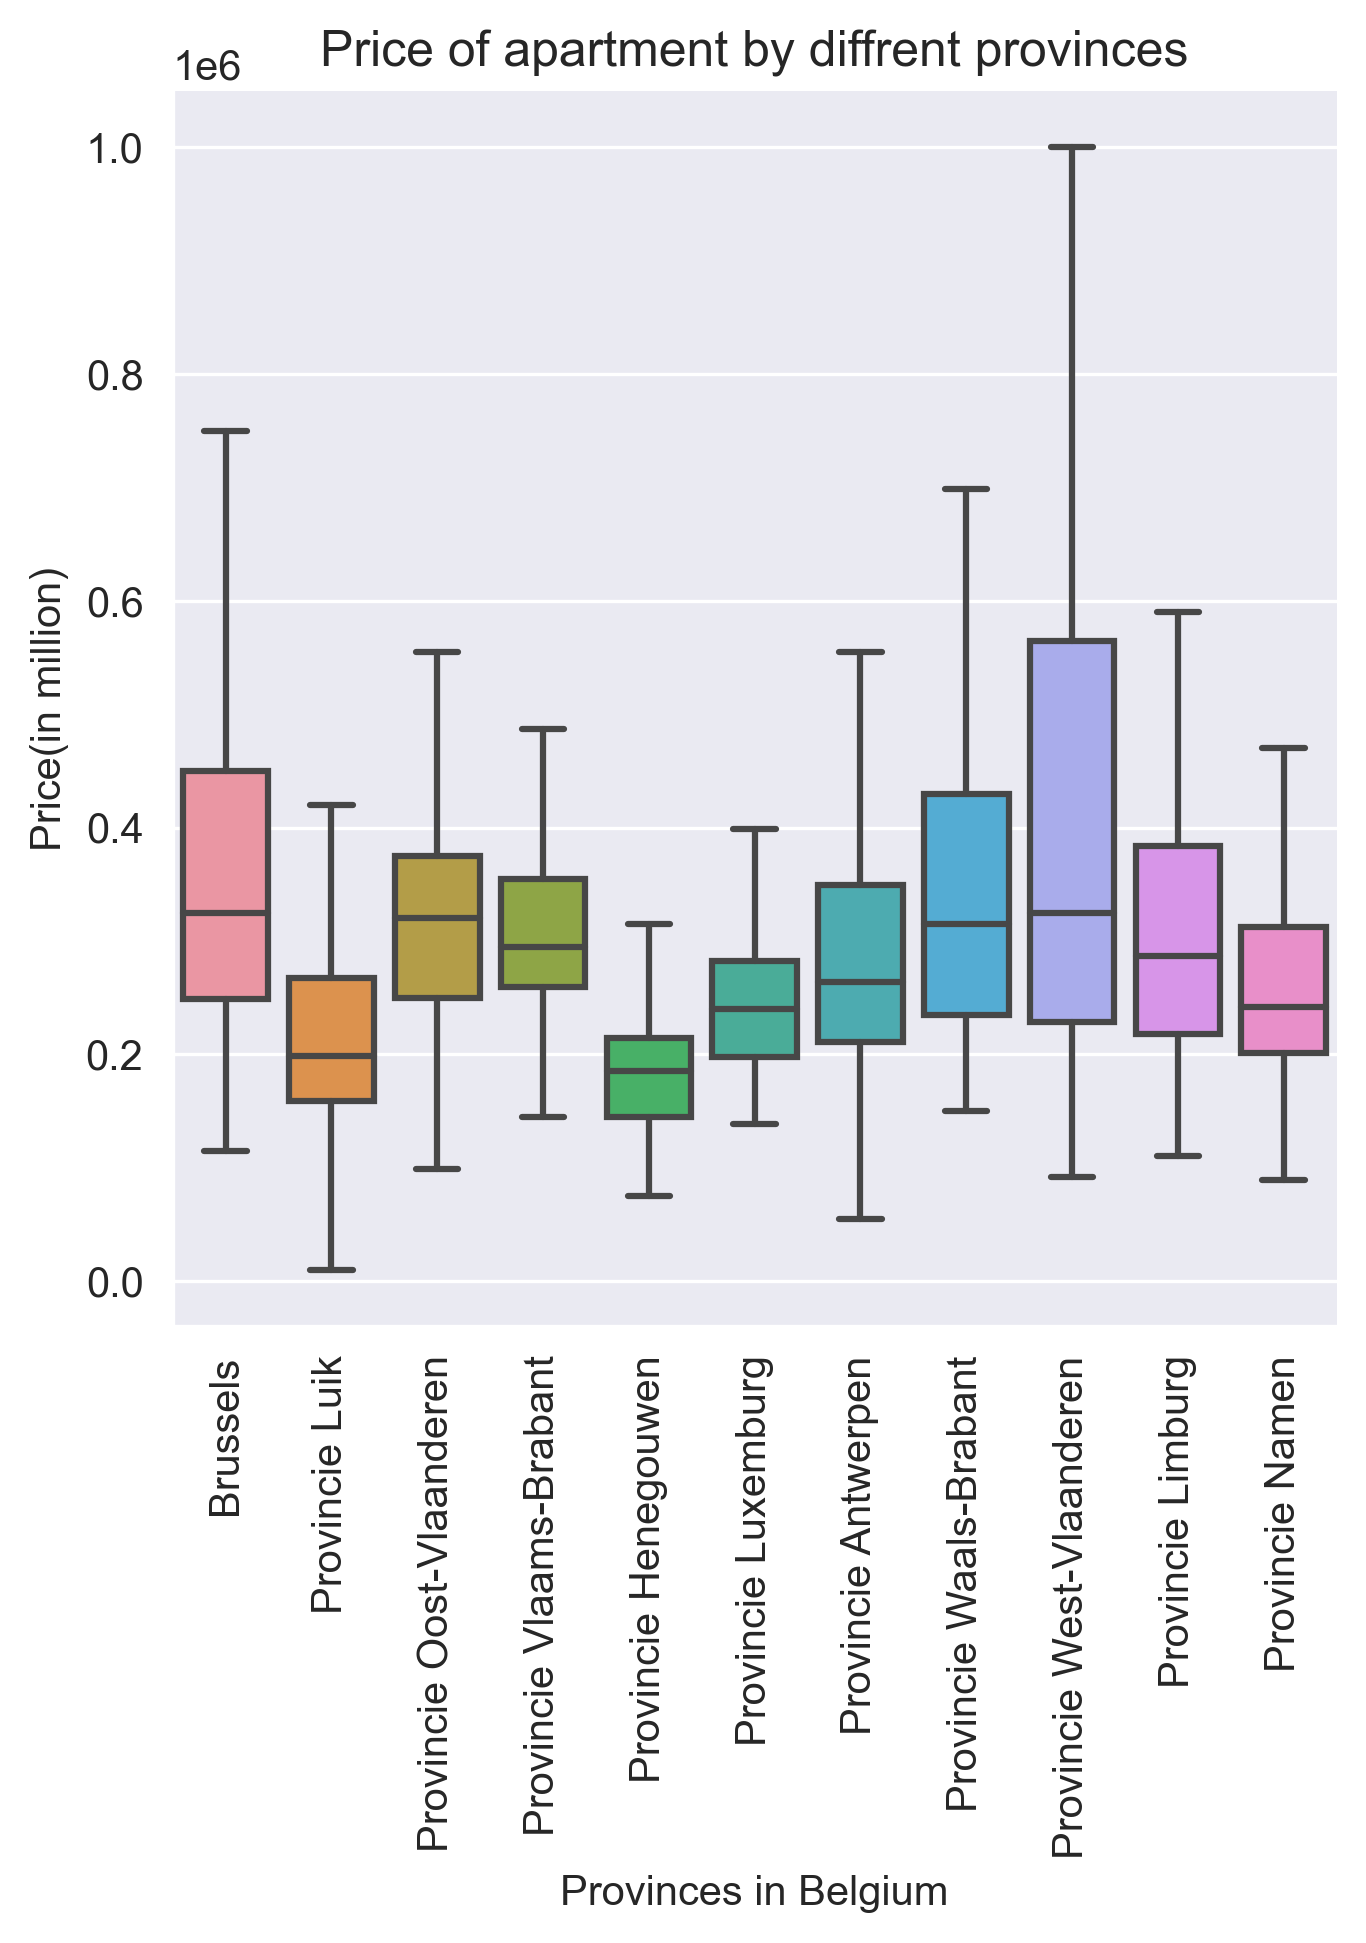 Price of apartment by diffrent provinces
1e6
1.0
0.8
0.6
0.4
0.2
0.0
Price(in million)
Brussels
Provincie Luik
Provincie Oost-Vlaanderen
Provincie Vlaams-Brabant
Provincie Henegouwen
Provincie Luxemburg
Provincie Antwerpen
Provincie Waals-Brabant
Provincie West-Vlaanderen
Provincie Limburg
Provincie Namen
Provinces in Belgium